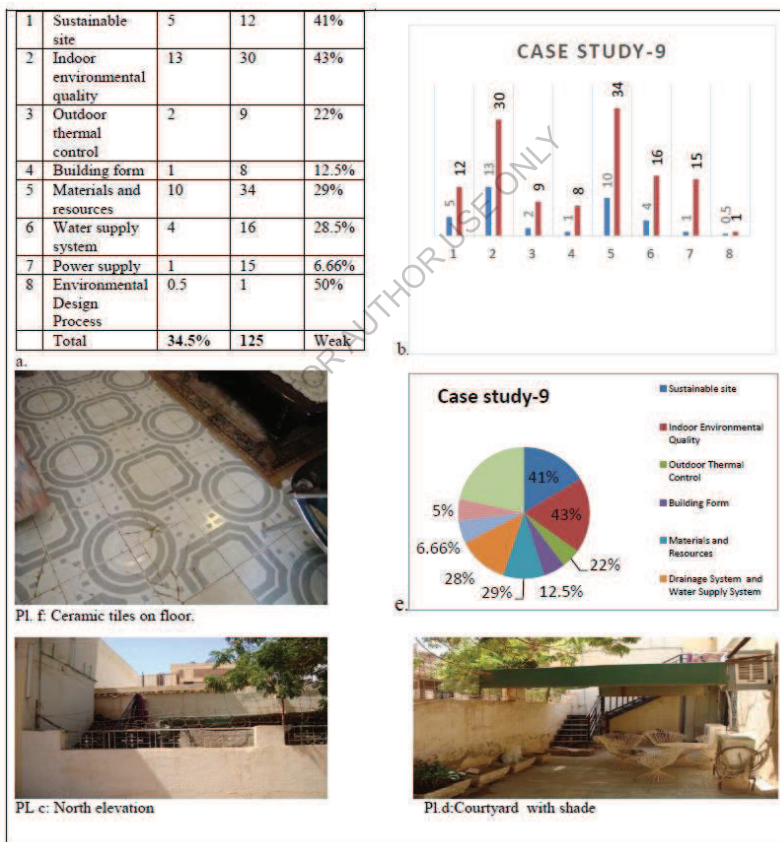 1 Sustainable site 5 12 41%
2 Indoor environmental quality 13 30 43%
3 Outdoor thermal control 2 9 22%
4 Building form 1 8 12.5%
5 Materials and resources 10 34 29%
6 Water supply system 4 16 28.5%
7 Power supply 1 15 6.66%
8 Environmental Design Process 0.5 1 50%
Total 34.5% 125 Weak
a.
CASE STUDY-9
5 12 13 30 2 9 1 8 10 34 4 16 1 15 0.5 1
1 2 3 4 5 6 7 8
b.
OR AUTHOR USE ONLY
Pl. f: Ceramic tiles on floor.
Case study-9
41%
43%
22%
12.5%
29%
28%
6.66%
5%
Sustainable site
Indoor Environmental
Quality
Outdoor Thermal
Control
Building Form
Materials and
Resources
Drainage System and
Water Supply System
e.
PL c: North elevation
Pl.d:Courtyard with shade